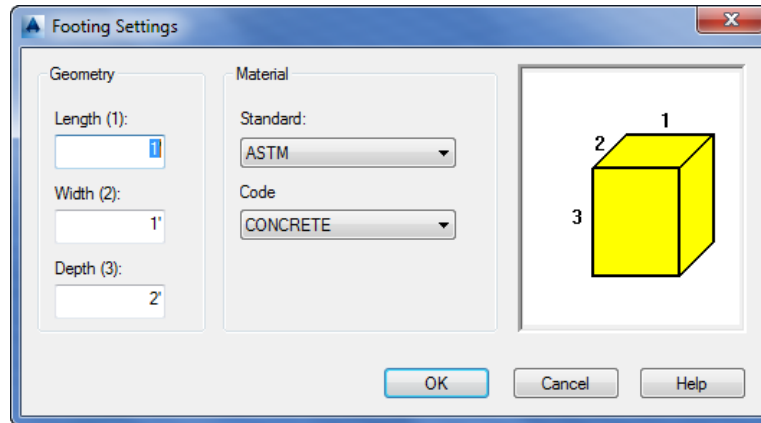 Footing Settings
Geometry
Length (1):
1'
Width (2):
1'
Depth (3):
2'
Material
Standard:
ASTM
Code
CONCRETE
1
2
3
OK
Cancel
Help